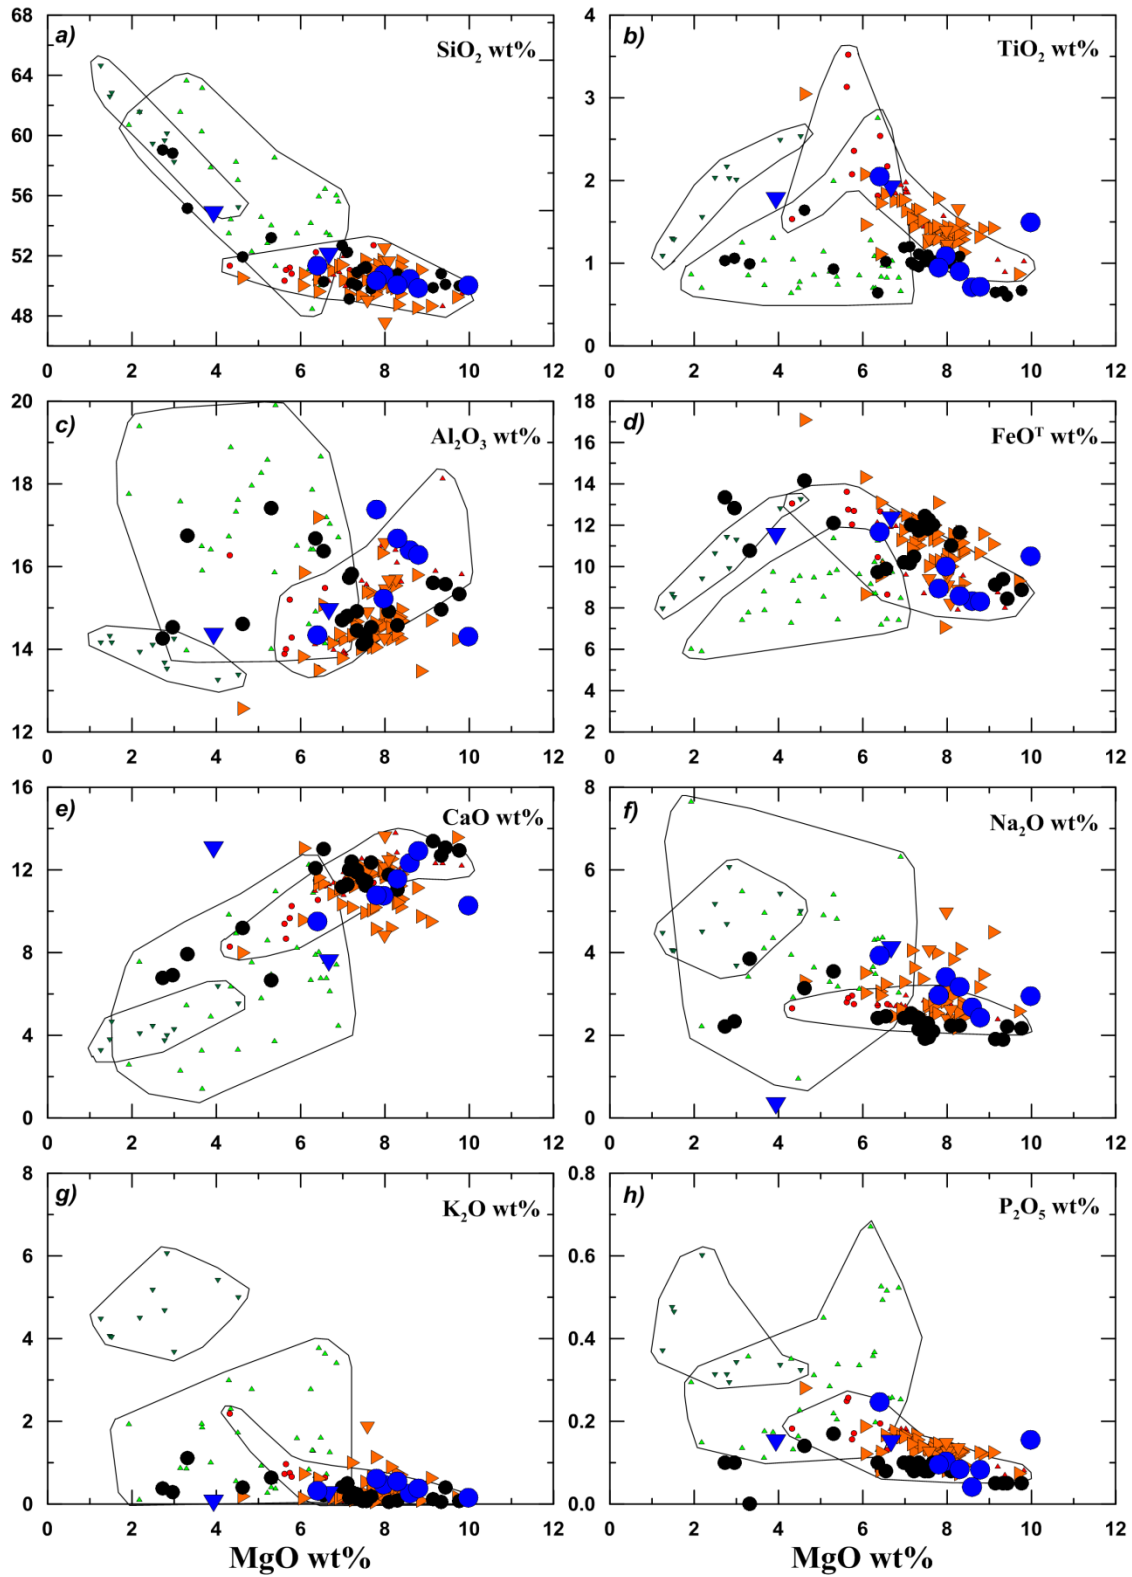 a)
SiO₂ wt%
68
64
60
56
52
48
0 2 4 6 8 10 12
b)
TiO₂ wt%
4
3
2
1
0
0 2 4 6 8 10 12
c)
Al₂O₃ wt%
20
18
16
14
12
0 2 4 6 8 10 12
d)
FeOᵀ wt%
18
16
14
12
10
8
6
4
2
0 2 4 6 8 10 12
e)
CaO wt%
16
12
8
4
0
0 2 4 6 8 10 12
f)
Na₂O wt%
8
6
4
2
0
0 2 4 6 8 10 12
g)
K₂O wt%
8
6
4
2
0
0 2 4 6 8 10 12
MgO wt%
h)
P₂O₅ wt%
0.8
0.6
0.4
0.2
0.0
0 2 4 6 8 10 12
MgO wt%